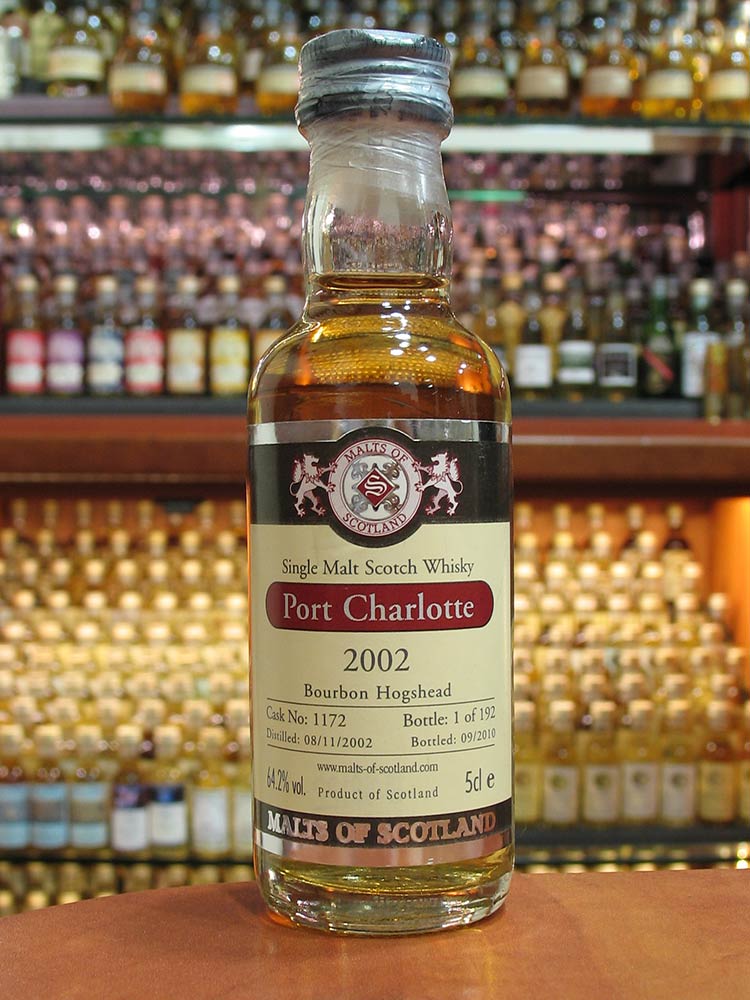 MALTS OF
S
SCOTLAND
Single Malt Scotch Whisky
Port Charlotte
2002
Bourbon Hogshead
Cask No: 1172 Bottle: 1 of 192
Distilled: 08/11/2002 Bottled: 09/2010
www.malts-of-scotland.com
64.2% vol. Product of Scotland 5cl e
MALTS OF SCOTLAND